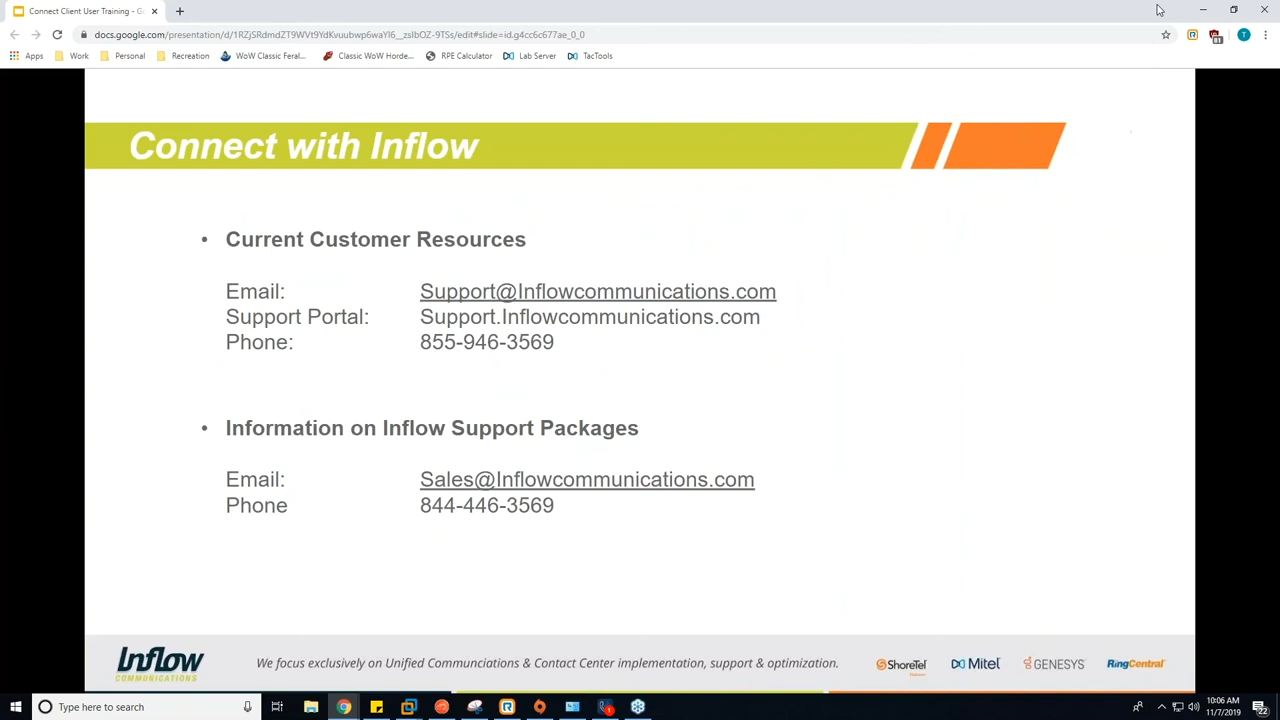 Connect Client User Training - G
docs.google.com/presentation/d/1RZjSRdmdZT9WVt9YdKvuubwp6waYl6__zsIbOZ-9TSs/edit#slide=id.g4cc6c677ae_0_0
Apps Work Personal Recreation WoW Classic Feral... Classic WoW Horde... RPE Calculator Lab Server TacTools
Connect with Inflow
• Current Customer Resources
Email: Support@Inflowcommunications.com
Support Portal: Support.Inflowcommunications.com
Phone: 855-946-3569
• Information on Inflow Support Packages
Email: Sales@Inflowcommunications.com
Phone 844-446-3569
Inflow
COMMUNICATIONS
We focus exclusively on Unified Communciations & Contact Center implementation, support & optimization.
ShoreTel Mitel GENESYS RingCentral
Type here to search
10:06 AM
11/7/2019
22